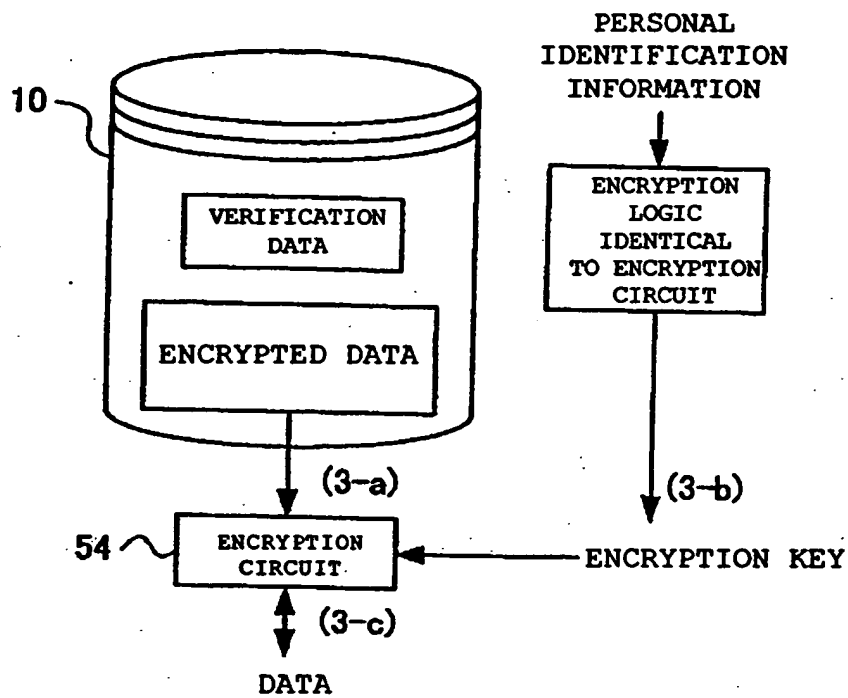 PERSONAL
IDENTIFICATION
INFORMATION
10
VERIFICATION
DATA
ENCRYPTION
LOGIC
IDENTICAL
TO ENCRYPTION
CIRCUIT
ENCRYPTED DATA
(3-a)
(3-b)
54
ENCRYPTION
CIRCUIT
ENCRYPTION KEY
(3-c)
DATA